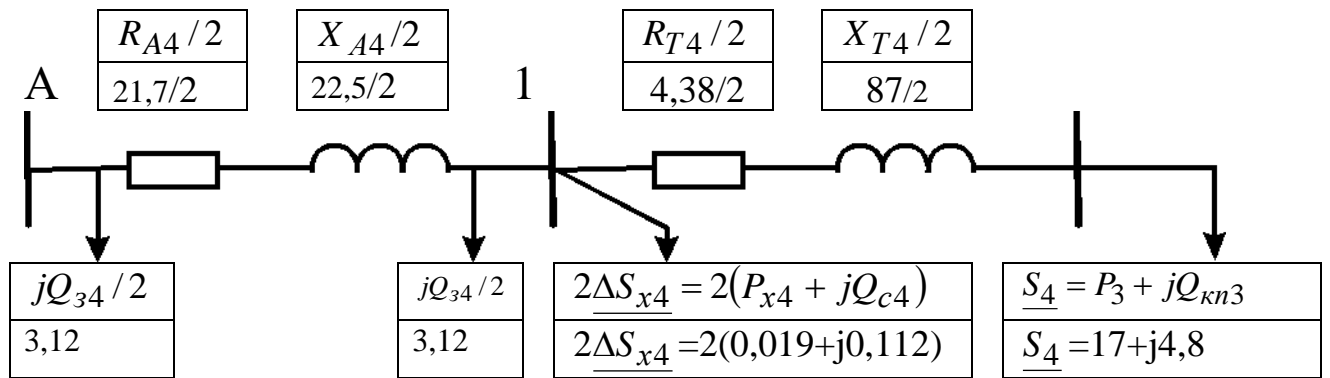 R_A4 / 2
X_A4 / 2
R_T4 / 2
X_T4 / 2
A
21,7/2
22,5/2
1
4,38/2
87/2
jQ_з4 / 2
jQ_з4 / 2
2ΔS_x4 = 2(P_x4 + jQ_c4)
S_4 = P_3 + jQ_кп3
3,12
3,12
2ΔS_x4 =2(0,019+j0,112)
S_4 =17+j4,8